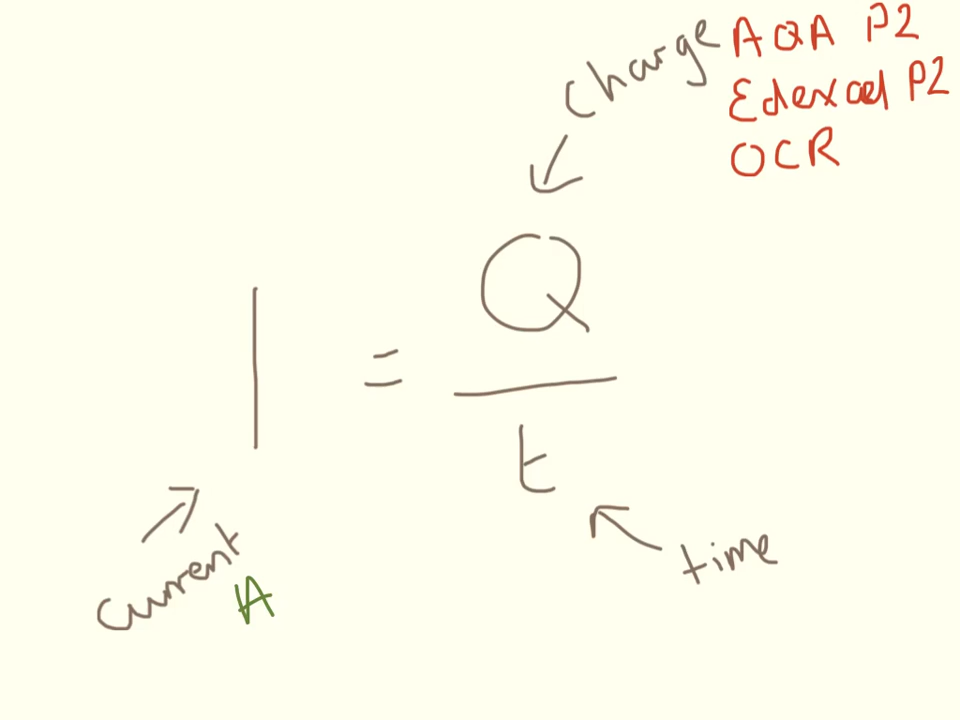 charge AQA P2
Edexcel P2
OCR
I = Q
t
time
Current A